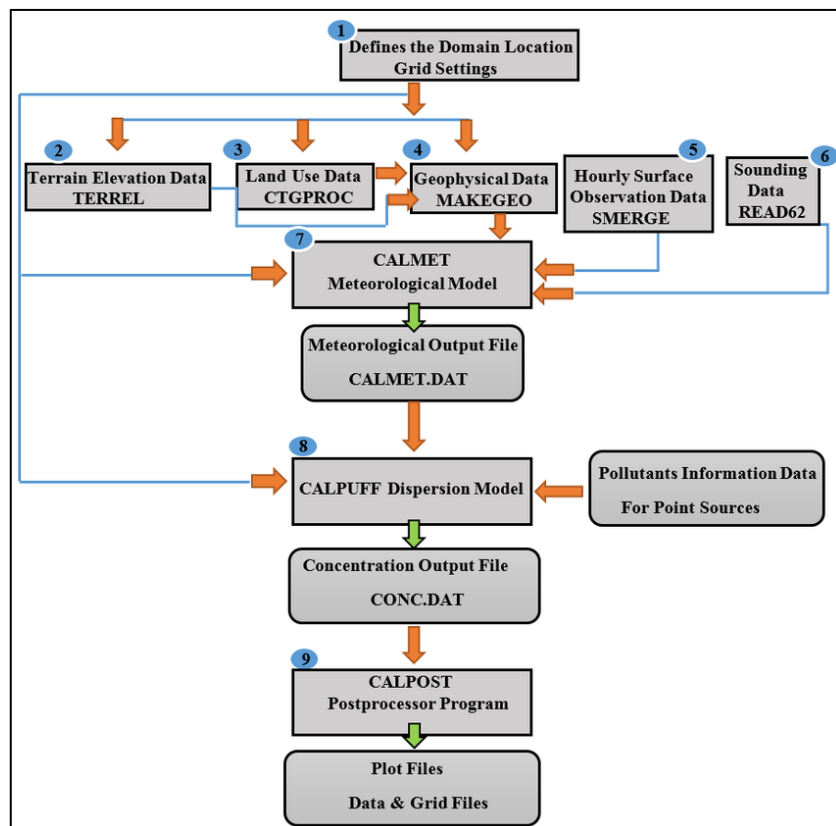 1
Defines the Domain Location
Grid Settings
2
Terrain Elevation Data
TERREL
3
Land Use Data
CTGPROC
4
Geophysical Data
MAKEGEO
5
Hourly Surface
Observation Data
SMERGE
6
Sounding
Data
READ62
7
CALMET
Meteorological Model
Meteorological Output File
CALMET.DAT
8
CALPUFF Dispersion Model
Pollutants Information Data
For Point Sources
Concentration Output File
CONC.DAT
9
CALPOST
Postprocessor Program
Plot Files
Data & Grid Files